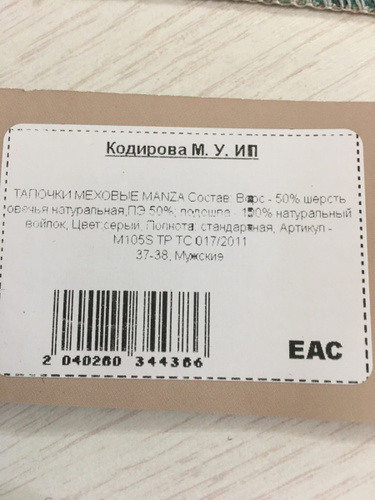 Кодирова М. У. ИП
ТАПОЧКИ МЕХОВЫЕ MANZA Состав: Ворс - 50% шерсть
овечья натуральная,ПЭ 50%; подошва - 100% натуральный
войлок, Цвет:серый, Полнота: стандартная, Артикул -
M105S ТР ТС 017/2011
37-38, Мужские
2 040260 344366
EAC